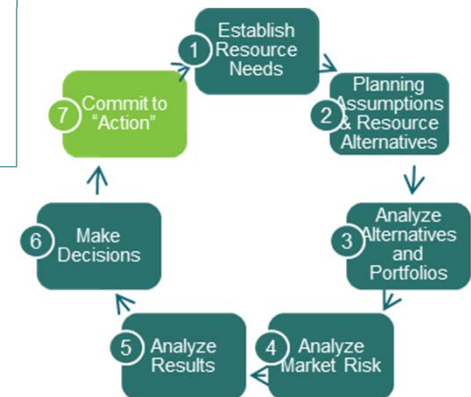 1
Establish
Resource
Needs
2
Planning
Assumptions
& Resource
Alternatives
3
Analyze
Alternatives
and
Portfolios
4
Analyze
Market Risk
5
Analyze
Results
6
Make
Decisions
7
Commit to
"Action"